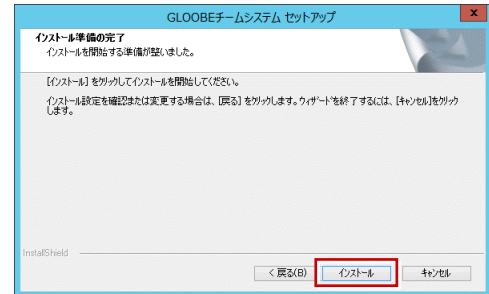 GLOOBEチームシステム セットアップ
x
インストール準備の完了
インストールを開始する準備が整いました。
[インストール] をクリックしてインストールを開始してください。
インストール設定を確認または変更する場合は、[戻る] をクリックします。ウィザードを終了するには、[キャンセル]をクリック
します。
InstallShield
< 戻る(B)
インストール
キャンセル